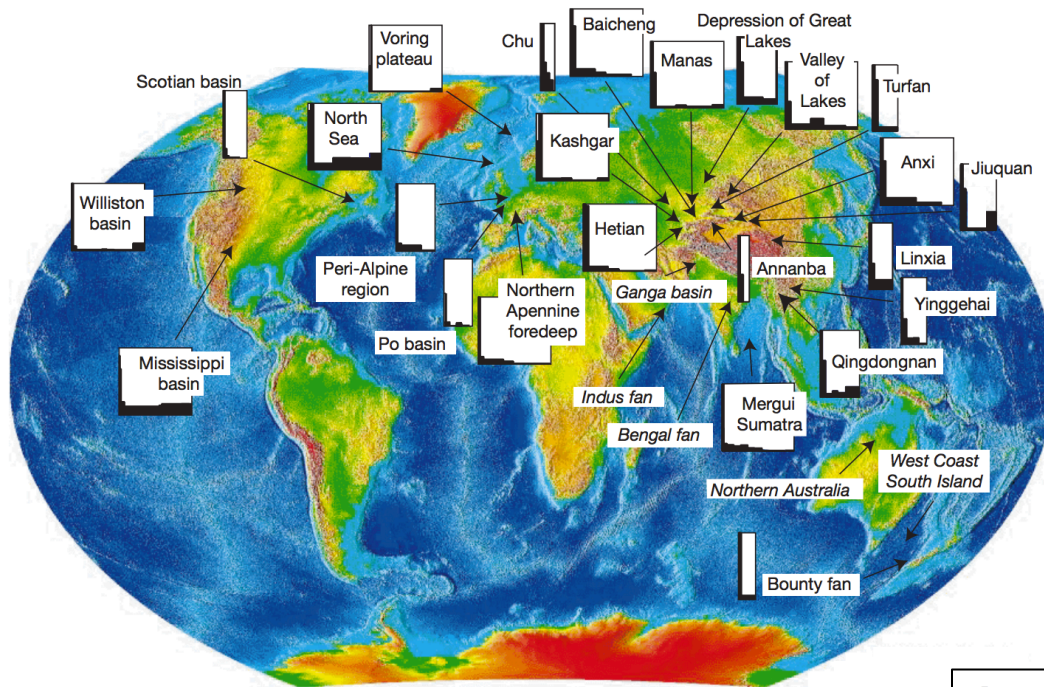 Scotian basin
Voring
plateau
Chu
Baicheng
Manas
Depression of Great
Lakes
Valley
of
Lakes
Turfan
North
Sea
Kashgar
Anxi
Jiuquan
Williston
basin
Hetian
Peri-Alpine
region
Northern
Apennine
foredeep
Po basin
Ganga basin
Annanba
Linxia
Yinggehai
Qingdongnan
Mississippi
basin
Indus fan
Bengal fan
Mergui
Sumatra
Northern Australia
West Coast
South Island
Bounty fan